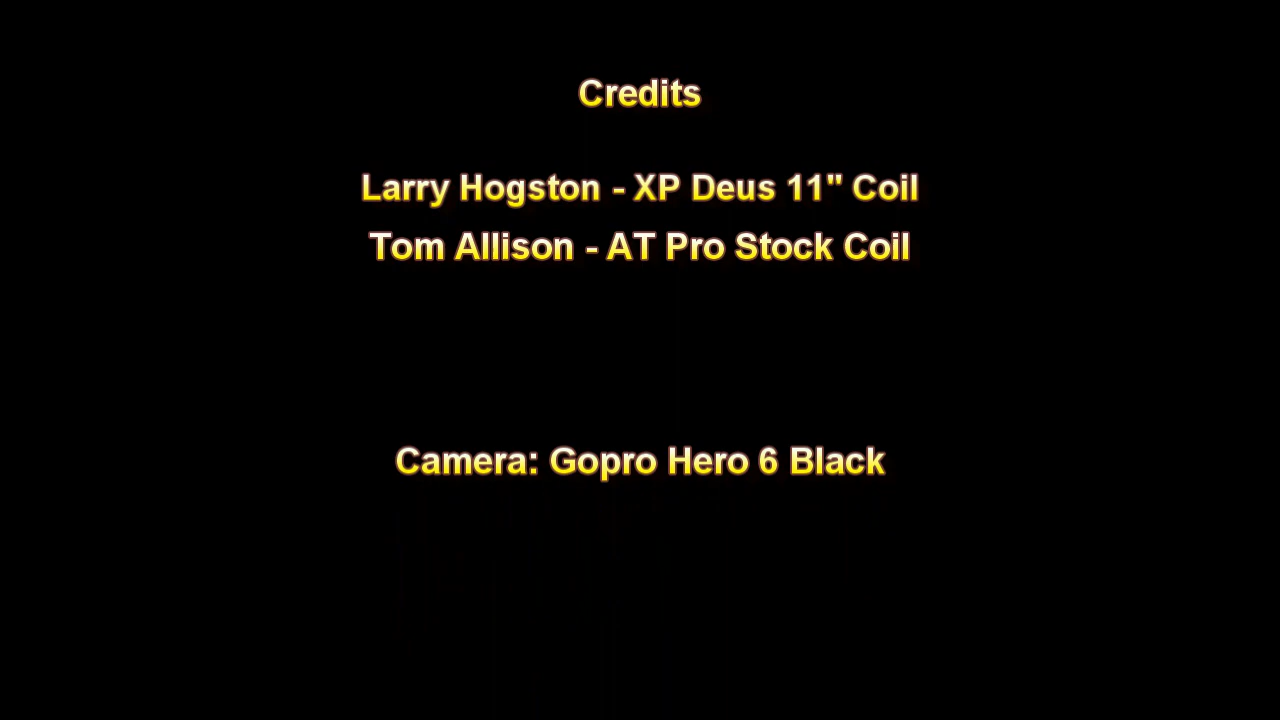 Credits
Larry Hogston - XP Deus 11" Coil
Tom Allison - AT Pro Stock Coil
Camera: Gopro Hero 6 Black